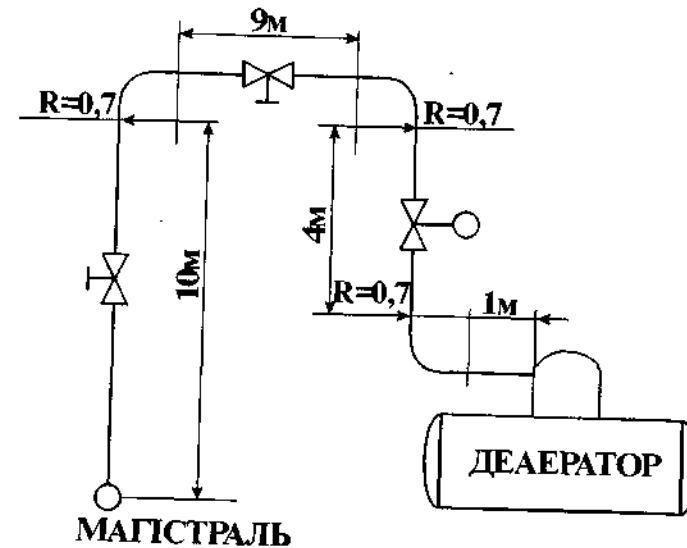 9м
R=0,7
R=0,7
10м
4м
R=0,7
1м
ДЕАЕРАТОР
МАГІСТРАЛЬ